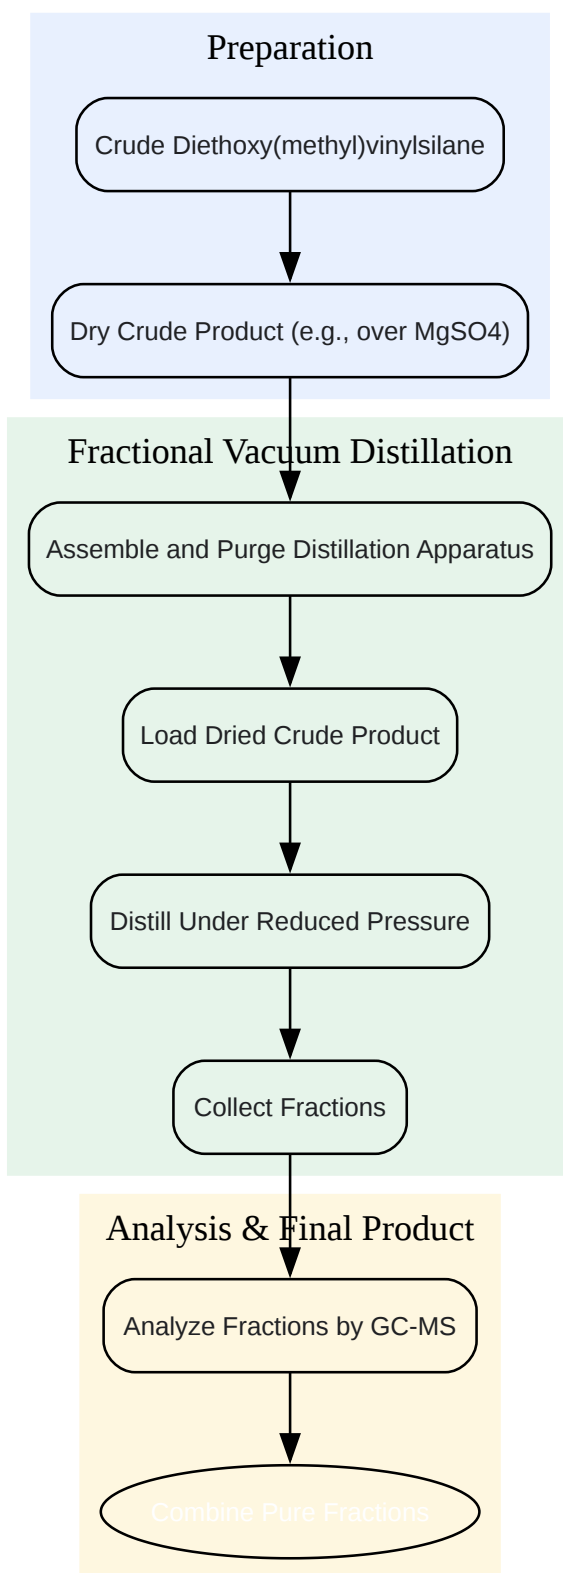 Preparation
Crude Diethoxy(methyl)vinylsilane
Dry Crude Product (e.g., over MgSO4)
Fractional Vacuum Distillation
Assemble and Purge Distillation Apparatus
Load Dried Crude Product
Distill Under Reduced Pressure
Collect Fractions
Analysis & Final Product
Analyze Fractions by GC-MS
Combine Pure Fractions